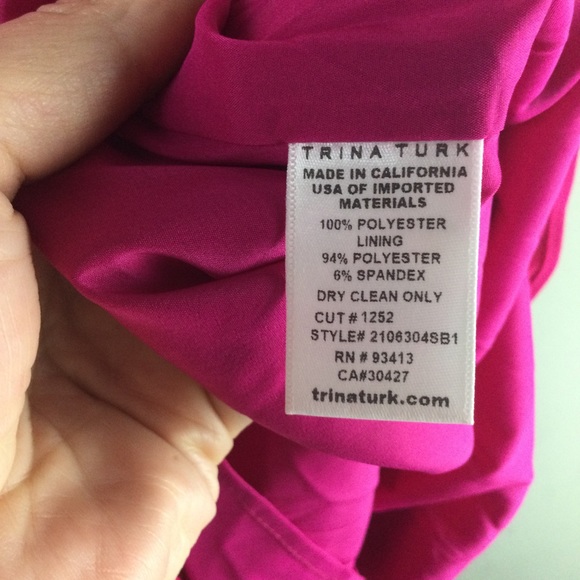 TRINA TURK
MADE IN CALIFORNIA
USA OF IMPORTED
MATERIALS
100% POLYESTER
LINING
94% POLYESTER
6% SPANDEX
DRY CLEAN ONLY
CUT # 1252
STYLE# 2106304SB1
RN # 93413
CA#30427
trinaturk.com